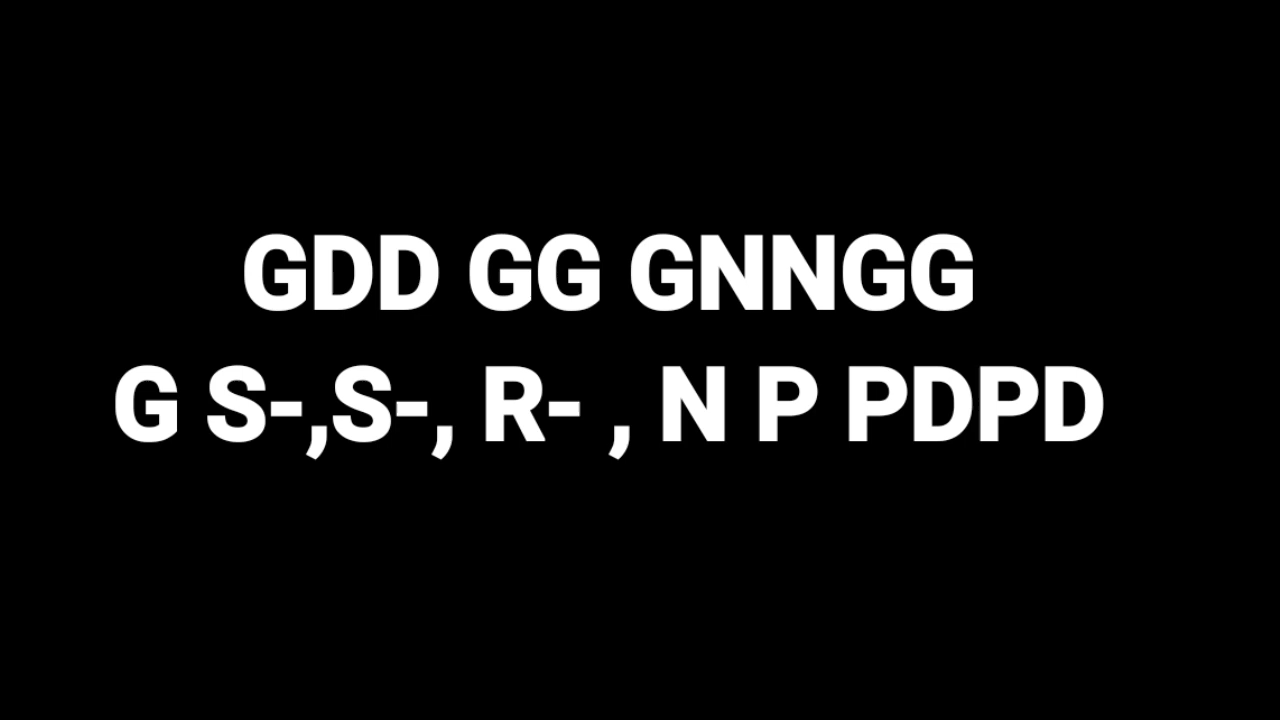 GDD GG GNNGG
G S-,S-, R- , N P PDPD